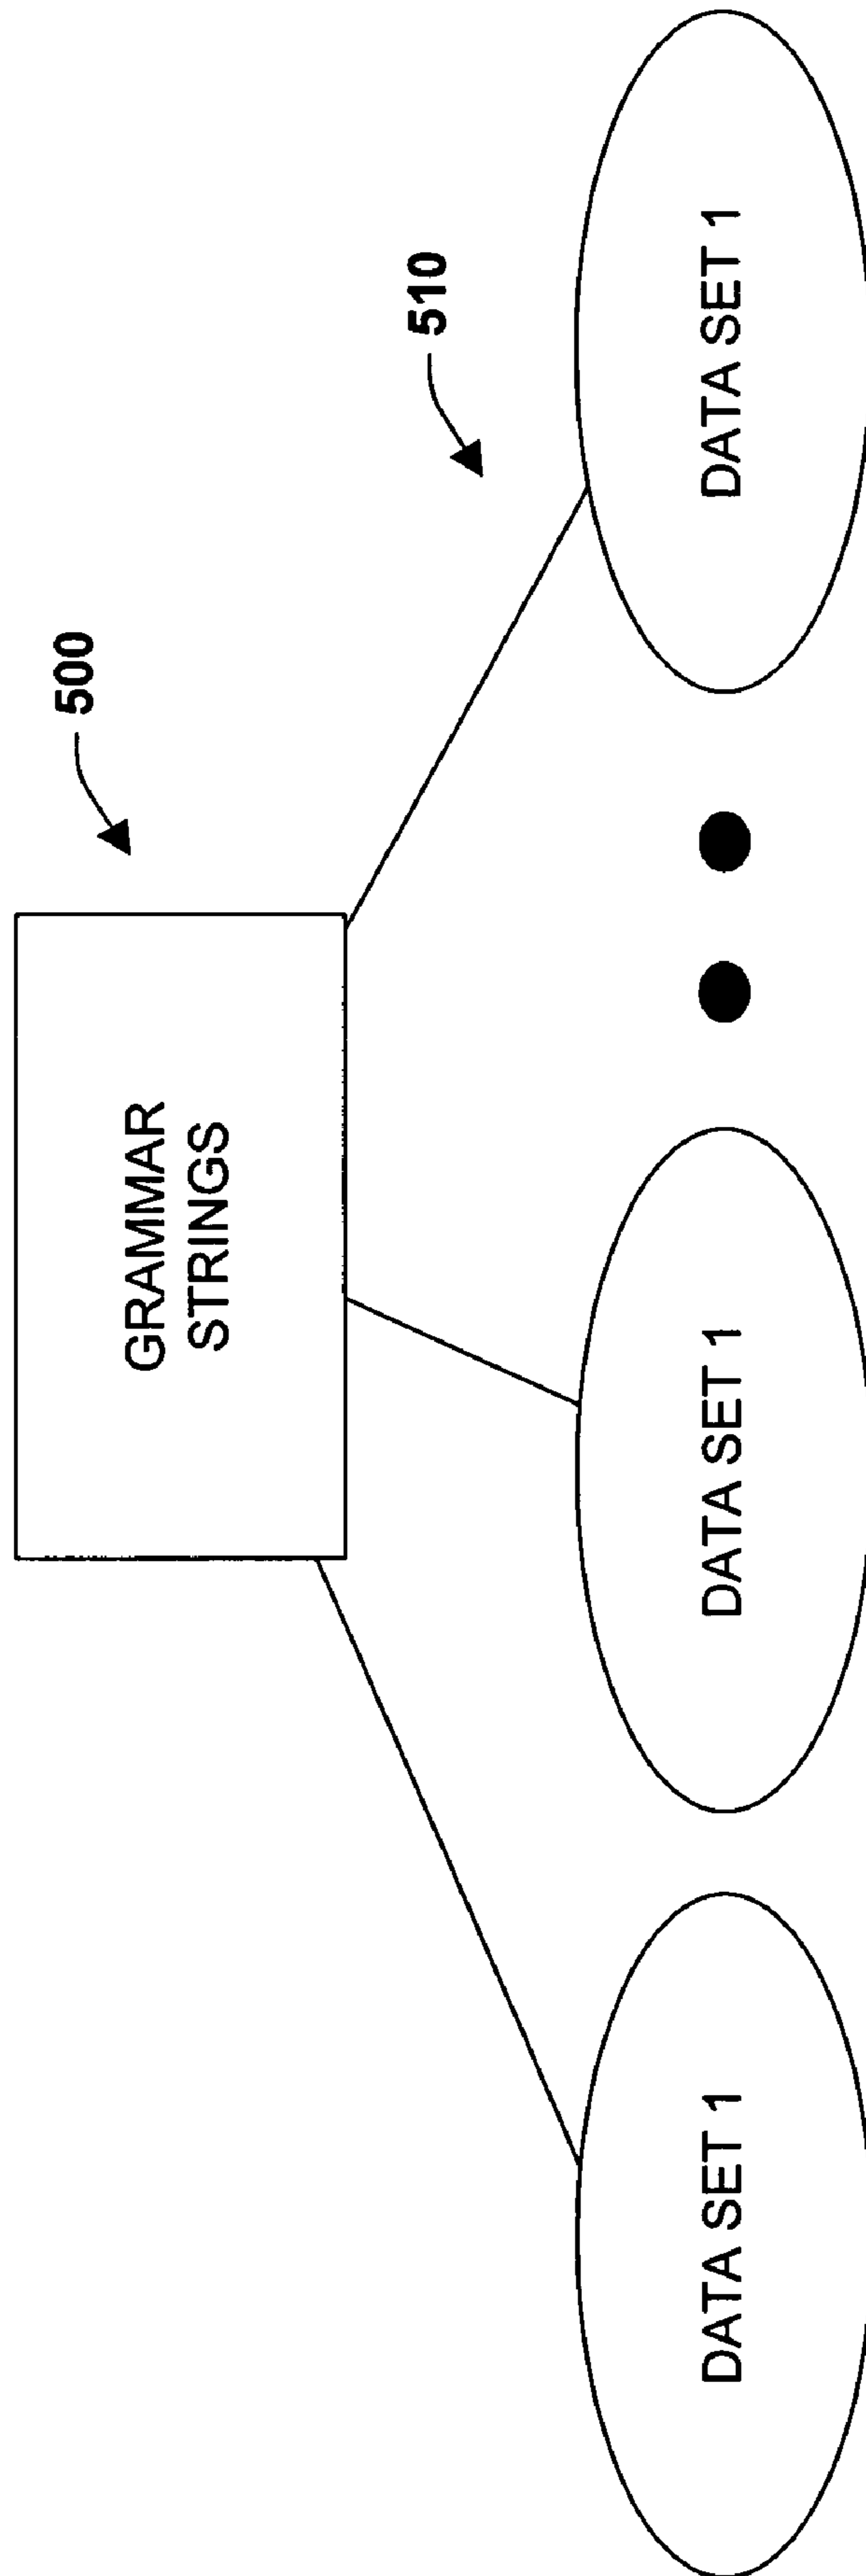 500
GRAMMAR
STRINGS
510
DATA SET 1
DATA SET 1
DATA SET 1